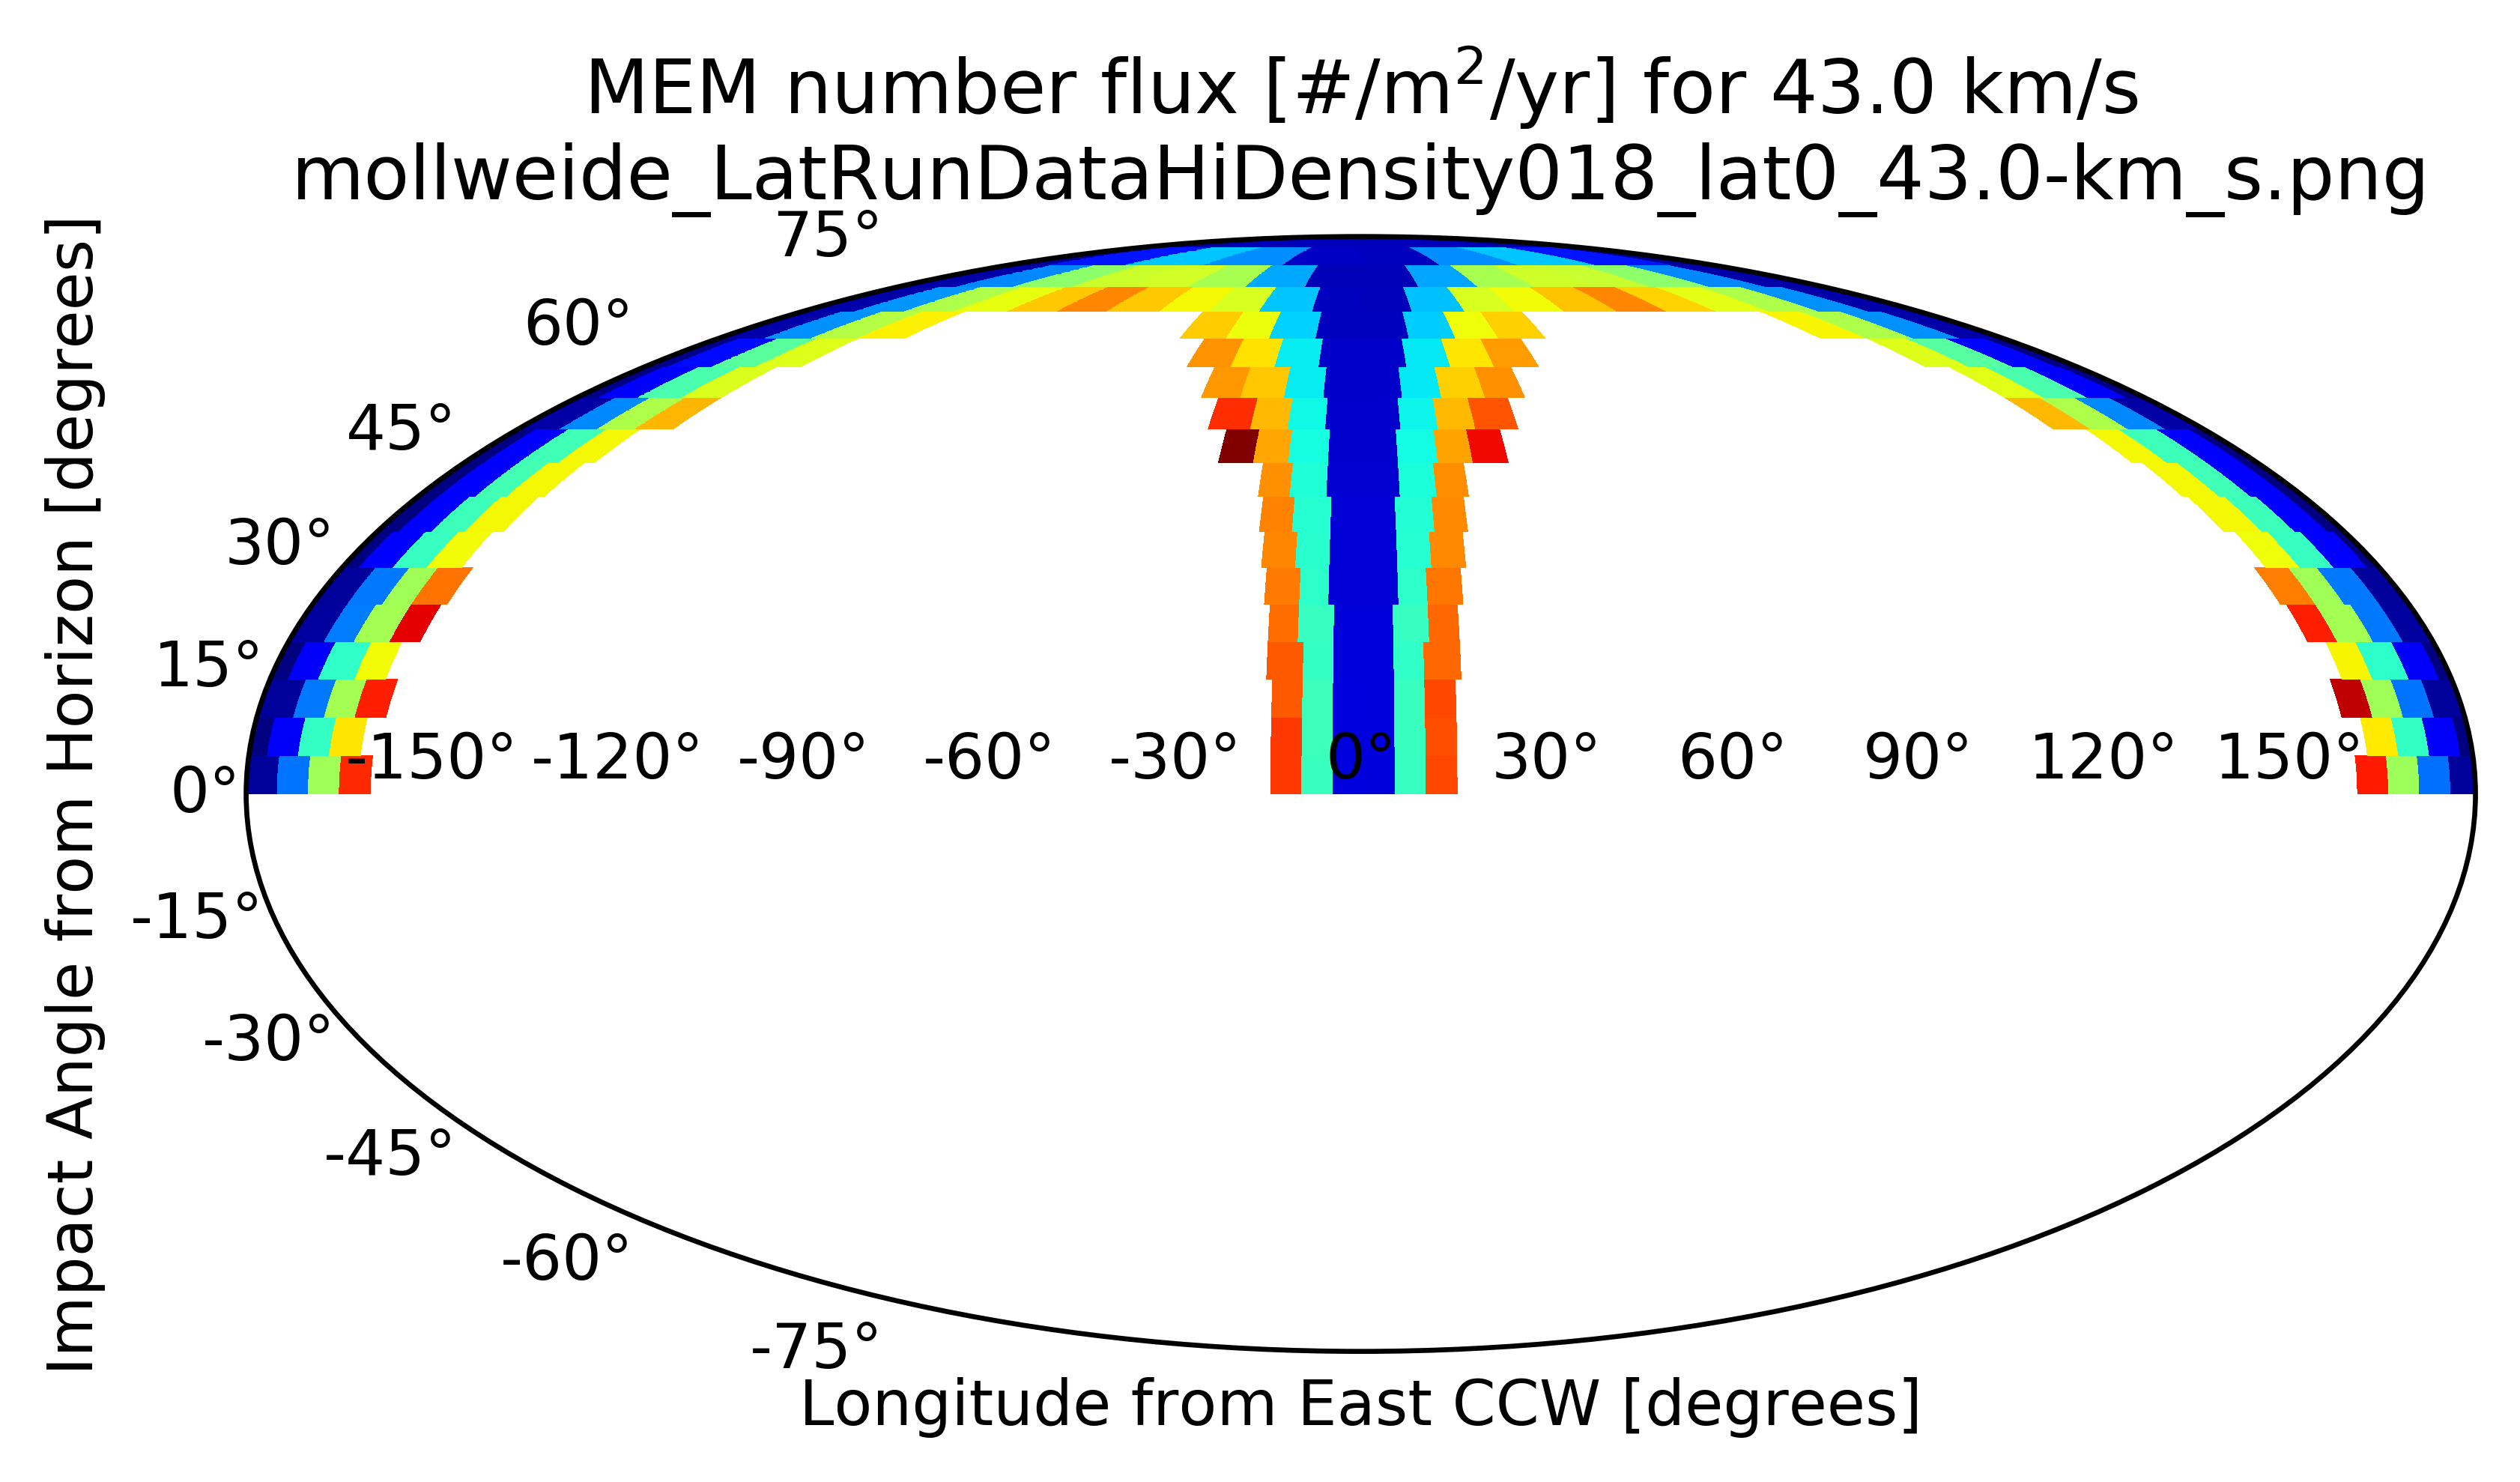 MEM number flux [#/m²/yr] for 43.0 km/s
mollweide_LatRunDataHiDensity018_lat0_43.0-km_s.png
75°
60°
45°
30°
15°
0°
-15°
-30°
-45°
-60°
-75°
-150° -120° -90° -60° -30° 0° 30° 60° 90° 120° 150°
Impact Angle from Horizon [degrees]
Longitude from East CCW [degrees]